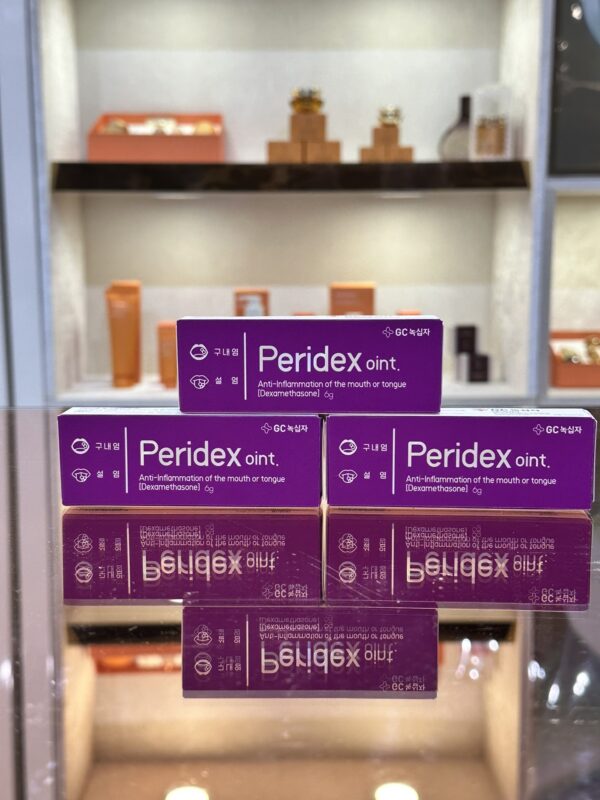 GC 녹십자
구내염
설 염
Peridex oint.
Anti-Inflammation of the mouth or tongue
[Dexamethasone] 6g
GC 녹십자
구내염
설 염
Peridex oint.
Anti-Inflammation of the mouth or tongue
[Dexamethasone] 6g
GC 녹십자
구내염
설 염
Peridex oint.
Anti-Inflammation of the mouth or tongue
[Dexamethasone] 6g